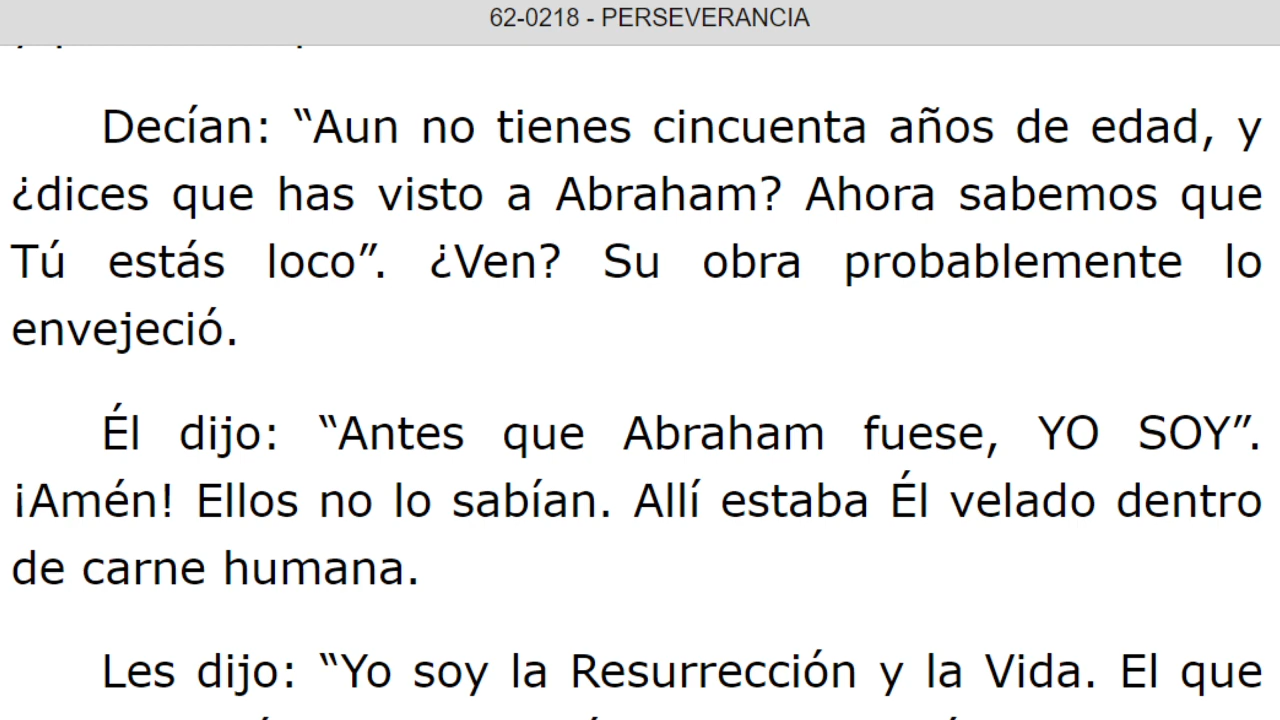 62-0218 - PERSEVERANCIA
Decían: “Aun no tienes cincuenta años de edad, y
¿dices que has visto a Abraham? Ahora sabemos que
Tú estás loco”. ¿Ven? Su obra probablemente lo
envejeció.
Él dijo: “Antes que Abraham fuese, YO SOY”.
¡Amén! Ellos no lo sabían. Allí estaba Él velado dentro
de carne humana.
Les dijo: “Yo soy la Resurrección y la Vida. El que